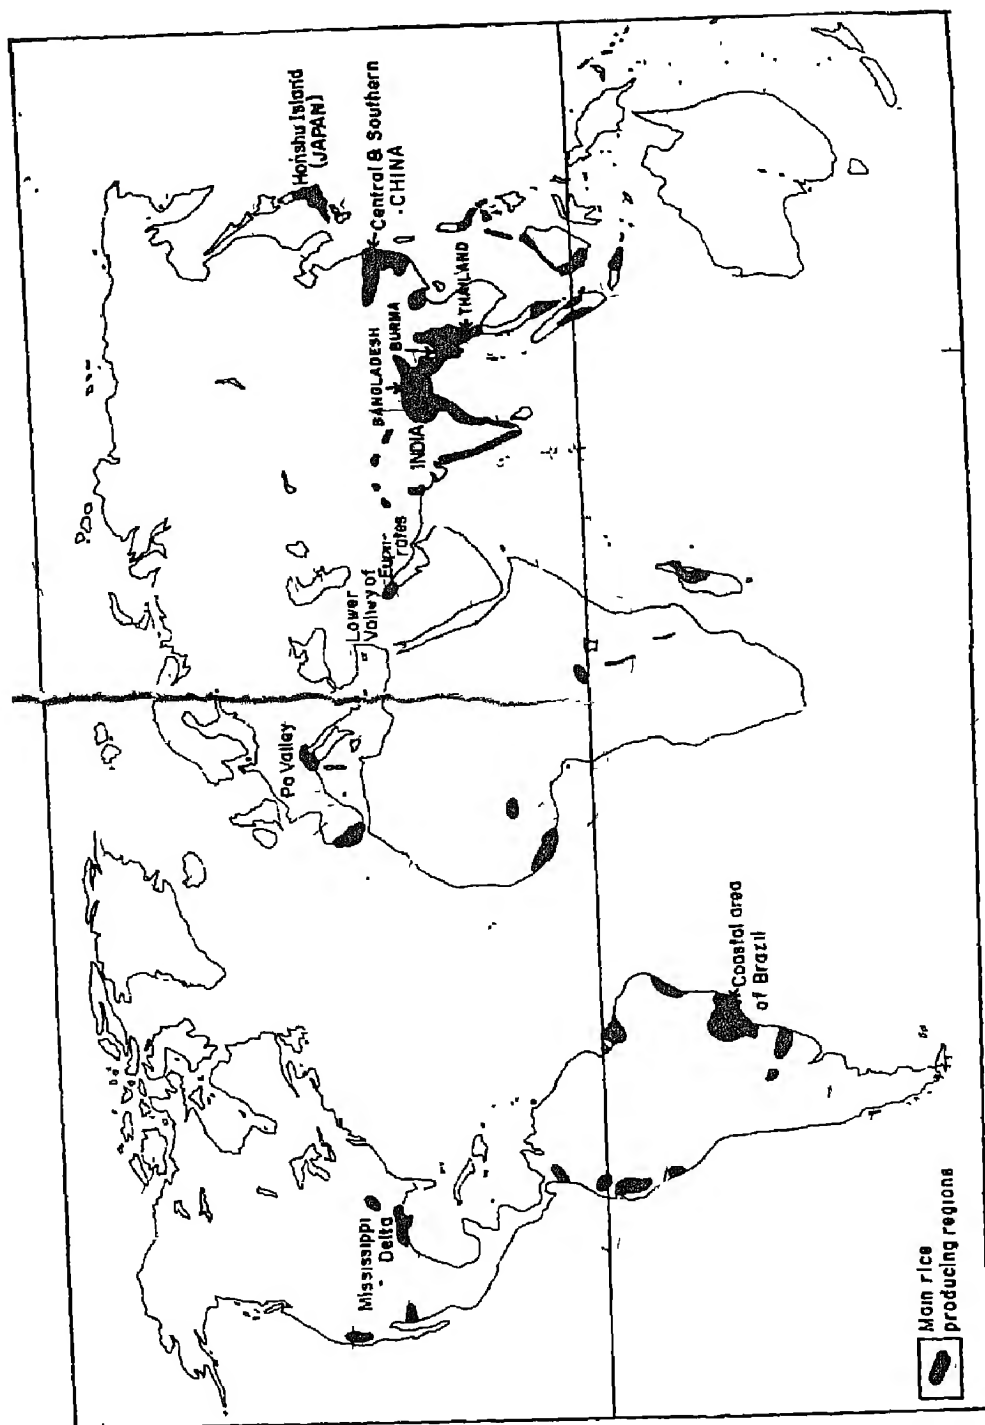 Honshu Island
(JAPAN)
Central & Southern
CHINA
THAILAND
BURMA
BANGLADESH
INDIA
Lower
Valley of
rates
Po Valley
Coastal area
of Brazil
Mississippi
Delta
Main rice
producing regions